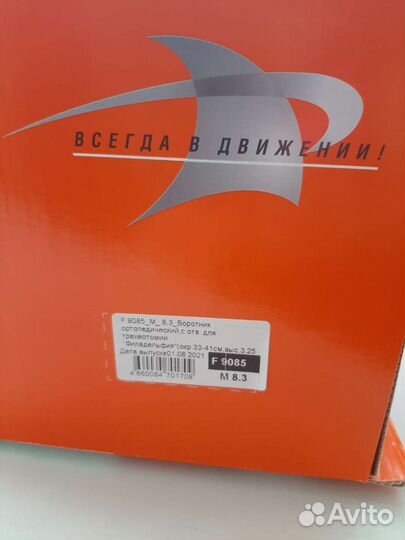 ВСЕГДА В ДВИЖЕНИИ!
F 9085_M_ 8,3_Воротник
ортопедический,с отв. для
трахеотомии
"Филадельфия"(окр.33-41см,выс.3,25
Дата выпуска01.08.2021
F 9085
4 660064 701709
M 8.3
Avito